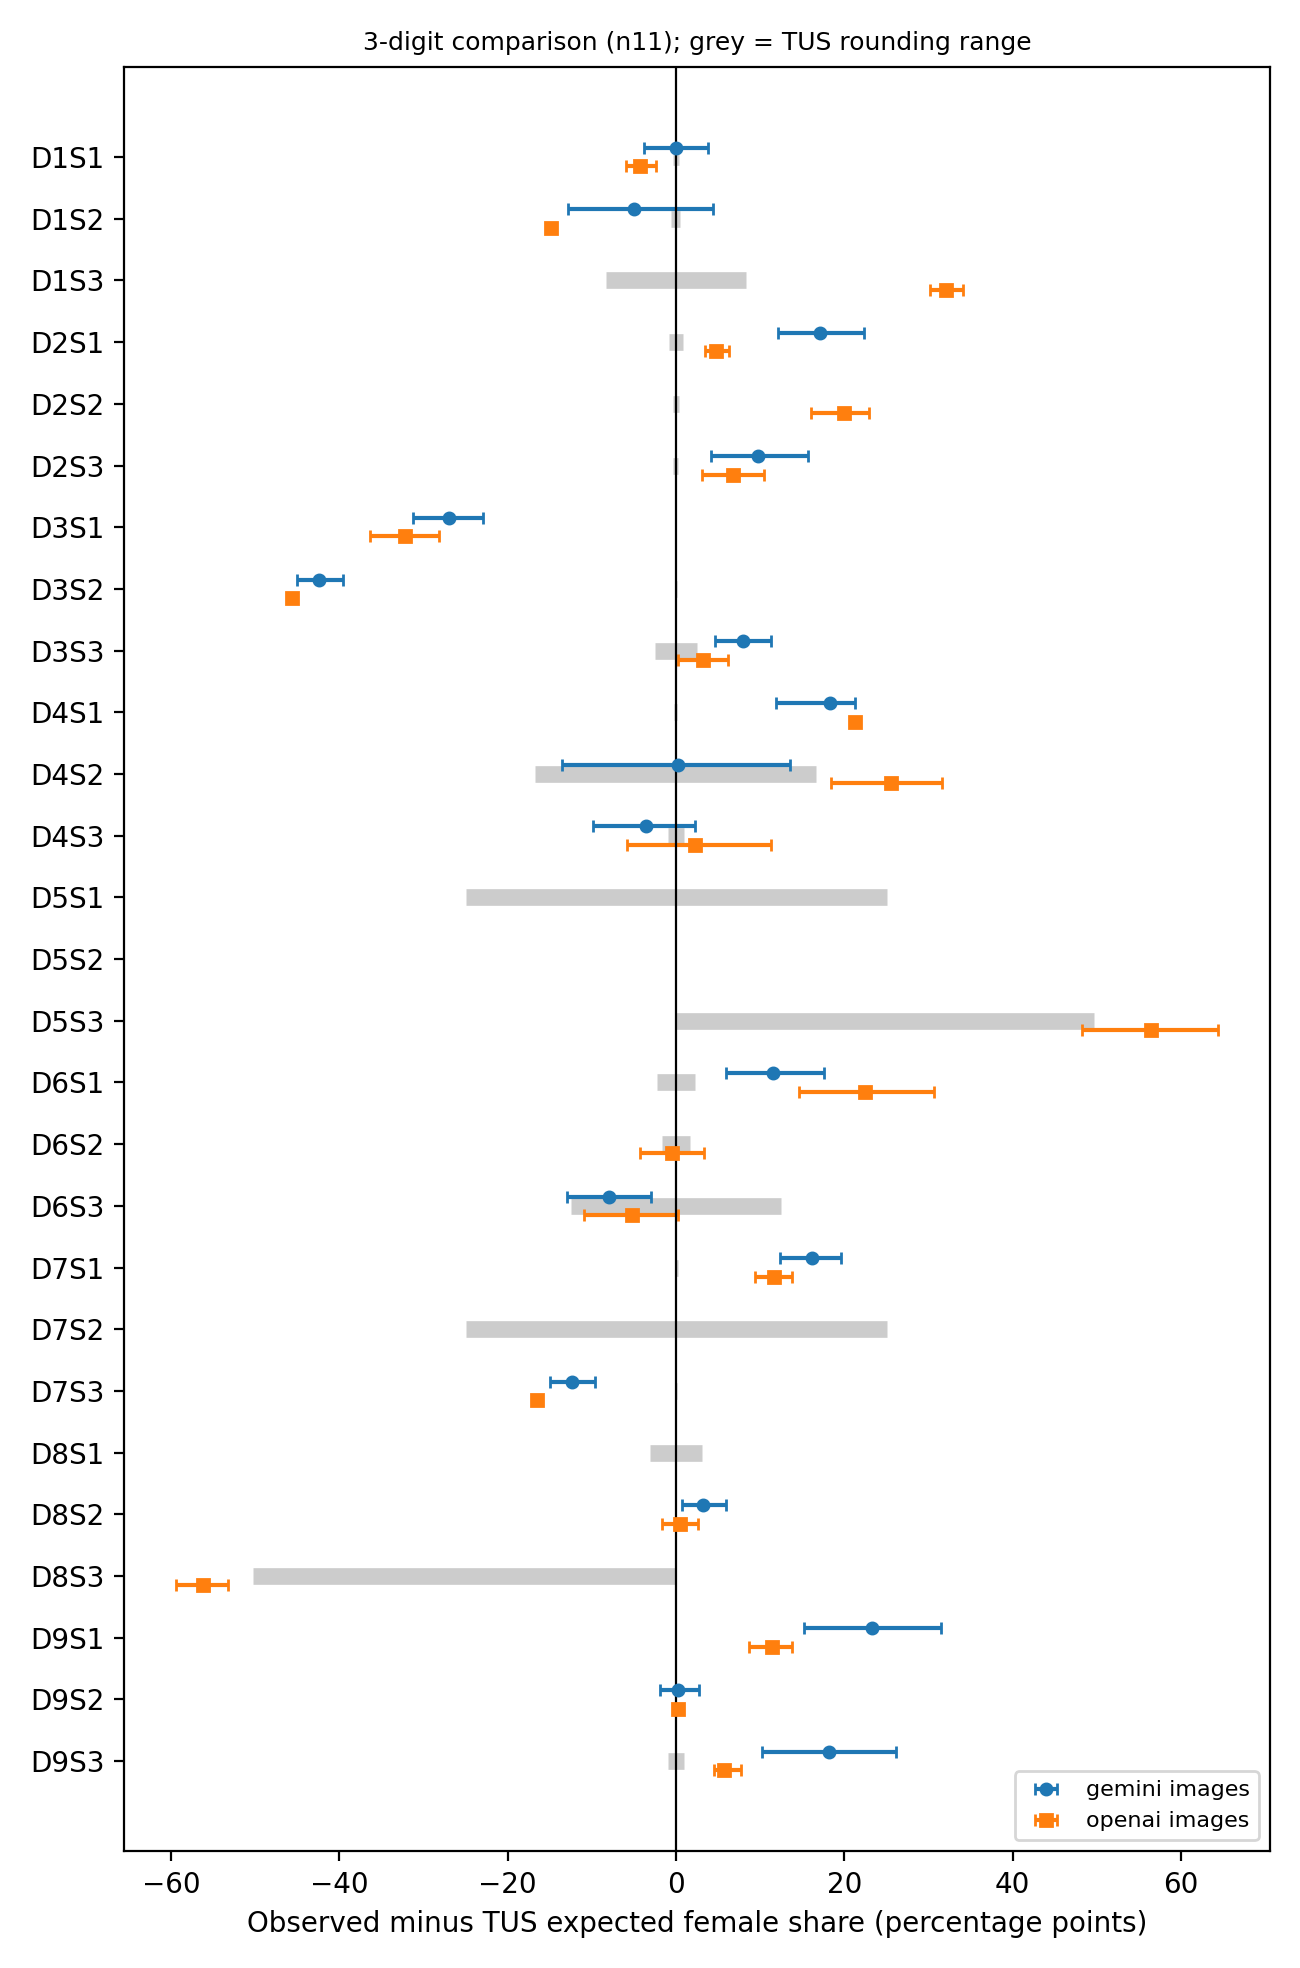 3-digit comparison (n11); grey = TUS rounding range
D1S1
D1S2
D1S3
D2S1
D2S2
D2S3
D3S1
D3S2
D3S3
D4S1
D4S2
D4S3
D5S1
D5S2
D5S3
D6S1
D6S2
D6S3
D7S1
D7S2
D7S3
D8S1
D8S2
D8S3
D9S1
D9S2
D9S3
gemini images
openai images
−60 −40 −20 0 20 40 60
Observed minus TUS expected female share (percentage points)